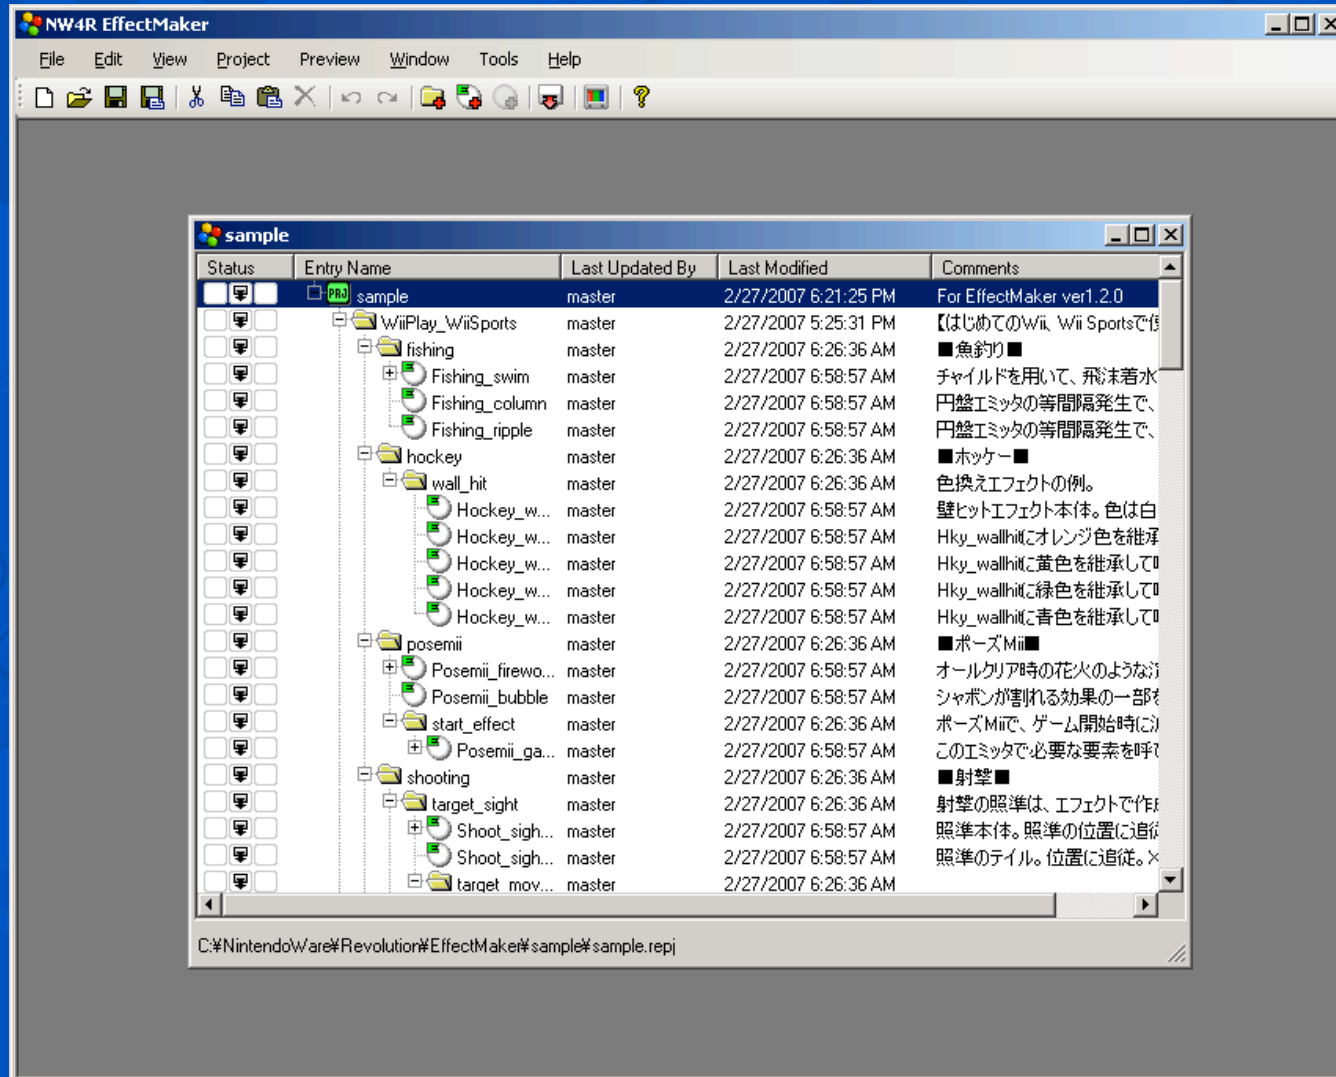 NW4R EffectMaker
File Edit View Project Preview Window Tools Help
sample
Status Entry Name Last Updated By Last Modified Comments
PRJ sample master 2/27/2007 6:21:25 PM For EffectMaker ver1.2.0
WiiPlay_WiiSports master 2/27/2007 5:25:31 PM 【はじめてのWii、Wii Sportsで
fishing master 2/27/2007 6:26:36 AM ■魚釣り■
Fishing_swim master 2/27/2007 6:58:57 AM チャイルドを用いて、飛沫着水
Fishing_column master 2/27/2007 6:58:57 AM 円盤エミッタの等間隔発生で、
Fishing_ripple master 2/27/2007 6:58:57 AM 円盤エミッタの等間隔発生で、
hockey master 2/27/2007 6:26:36 AM ■ホッケー■
wall_hit master 2/27/2007 6:26:36 AM 色換えエフェクトの例。
Hockey_w... master 2/27/2007 6:58:57 AM 壁ヒットエフェクト本体。色は白
Hockey_w... master 2/27/2007 6:58:57 AM Hky_wallhitにオレンジ色を継承
Hockey_w... master 2/27/2007 6:58:57 AM Hky_wallhitに黄色を継承して
Hockey_w... master 2/27/2007 6:58:57 AM Hky_wallhitに緑色を継承して
Hockey_w... master 2/27/2007 6:58:57 AM Hky_wallhitに青色を継承して
posemii master 2/27/2007 6:26:36 AM ■ポーズMii■
Posemii_firewo... master 2/27/2007 6:58:57 AM オールクリア時の花火のような
Posemii_bubble master 2/27/2007 6:58:57 AM シャボンが割れる効果の一部を
start_effect master 2/27/2007 6:26:36 AM ポーズMiiで、ゲーム開始時に
Posemii_ga... master 2/27/2007 6:58:57 AM このエミッタで必要な要素を呼び
shooting master 2/27/2007 6:26:36 AM ■射撃■
target_sight master 2/27/2007 6:26:36 AM 射撃の照準は、エフェクトで作成
Shoot_sigh... master 2/27/2007 6:58:57 AM 照準本体。照準の位置に追従
Shoot_sigh... master 2/27/2007 6:58:57 AM 照準のテイル。位置に追従。
target_mov... master 2/27/2007 6:26:36 AM
C:¥NintendoWare¥Revolution¥EffectMaker¥sample¥sample.repj